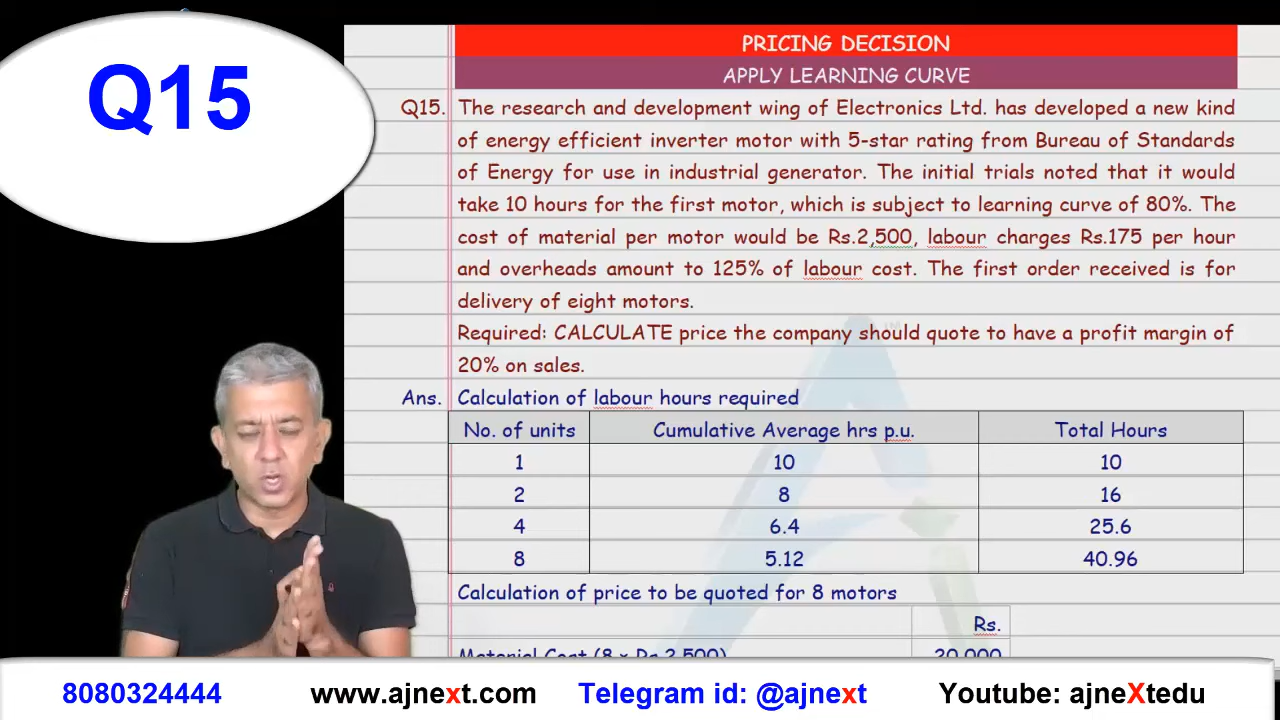 Q15
PRICING DECISION
APPLY LEARNING CURVE
Q15. The research and development wing of Electronics Ltd. has developed a new kind
of energy efficient inverter motor with 5-star rating from Bureau of Standards
of Energy for use in industrial generator. The initial trials noted that it would
take 10 hours for the first motor, which is subject to learning curve of 80%. The
cost of material per motor would be Rs.2,500, labour charges Rs.175 per hour
and overheads amount to 125% of labour cost. The first order received is for
delivery of eight motors.
Required: CALCULATE price the company should quote to have a profit margin of
20% on sales.
Ans. Calculation of labour hours required
No. of units Cumulative Average hrs p.u. Total Hours
1 10 10
2 8 16
4 6.4 25.6
8 5.12 40.96
Calculation of price to be quoted for 8 motors
Rs.
Material Cost (8 x Rs.2,500) 20,000
8080324444 www.ajnext.com Telegram id: @ajnext Youtube: ajneXtedu